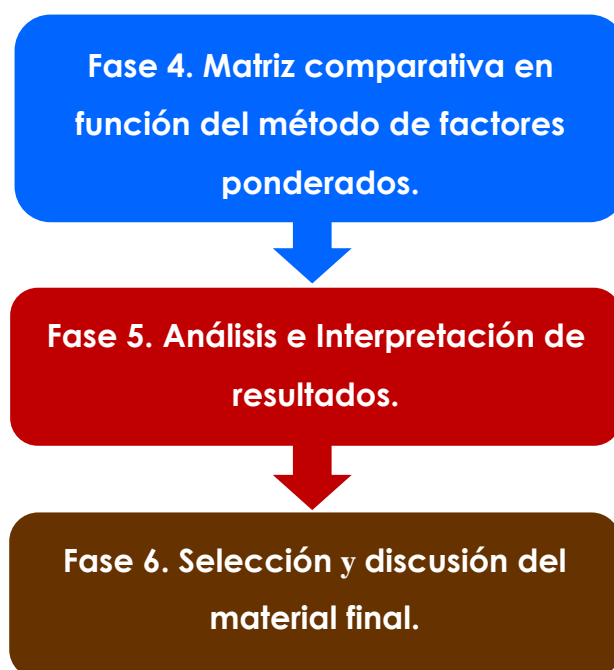 Fase 4. Matriz comparativa en
función del método de factores
ponderados.
Fase 5. Análisis e Interpretación de
resultados.
Fase 6. Selección y discusión del
material final.